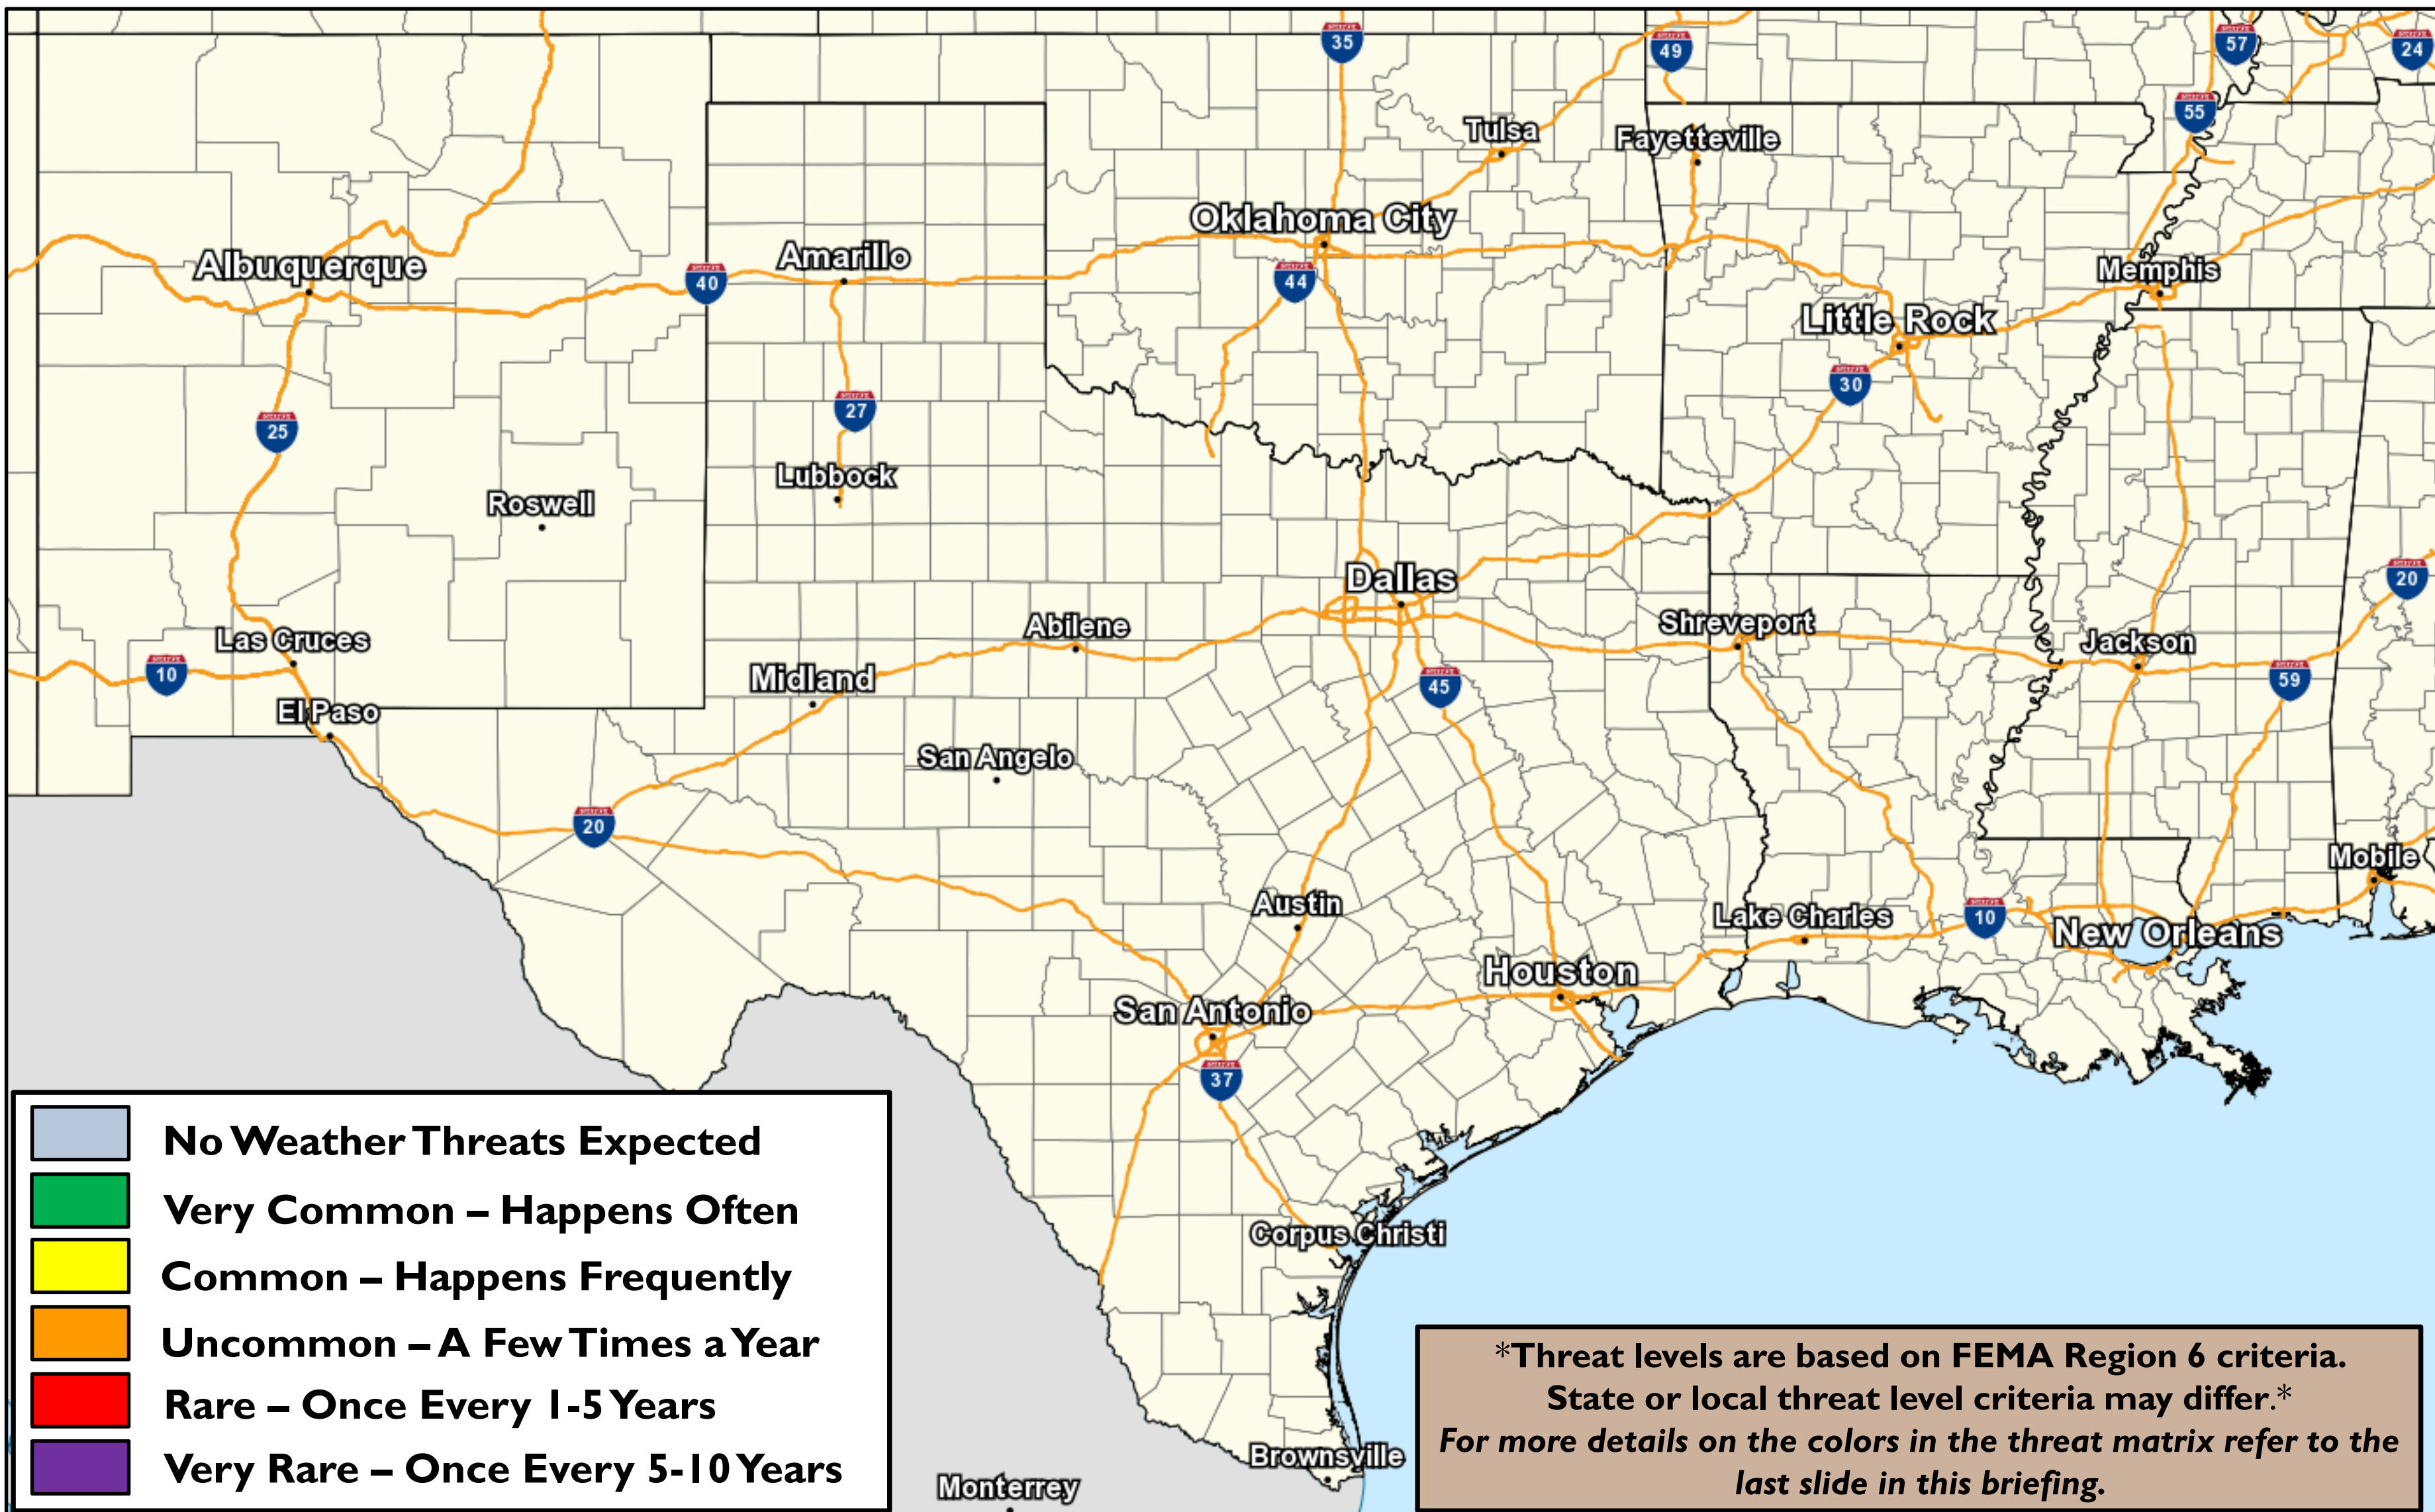 35
49
57
24
55
Tulsa
Fayetteville
Oklahoma City
Albuquerque
Amarillo
40
44
Memphis
Little Rock
30
27
25
Lubbock
Roswell
Dallas
20
Abilene
Shreveport
Las Cruces
Jackson
10
Midland
45
59
El Paso
San Angelo
20
Mobile
Austin
Lake Charles
10
New Orleans
Houston
San Antonio
37
Corpus Christi
Brownsville
Monterrey
No Weather Threats Expected
Very Common – Happens Often
Common – Happens Frequently
Uncommon – A Few Times a Year
Rare – Once Every 1-5 Years
Very Rare – Once Every 5-10 Years
*Threat levels are based on FEMA Region 6 criteria.
State or local threat level criteria may differ.*
For more details on the colors in the threat matrix refer to the
last slide in this briefing.